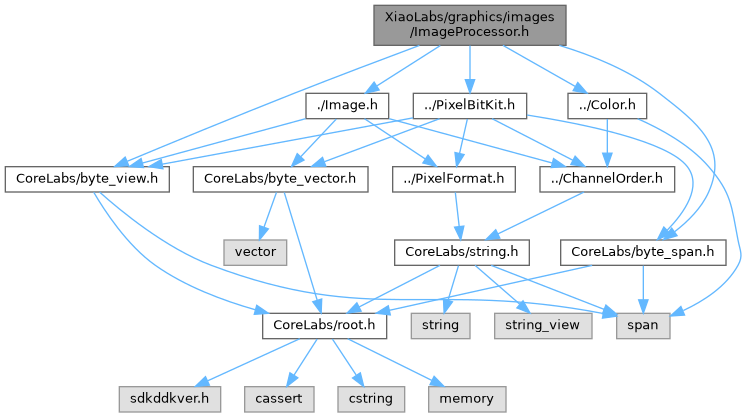 XiaoLabs/graphics/images
/ImageProcessor.h
./Image.h
../PixelBitKit.h
../Color.h
CoreLabs/byte_view.h
CoreLabs/byte_vector.h
../PixelFormat.h
../ChannelOrder.h
vector
CoreLabs/string.h
CoreLabs/byte_span.h
CoreLabs/root.h
string
string_view
span
sdkddkver.h
cassert
cstring
memory